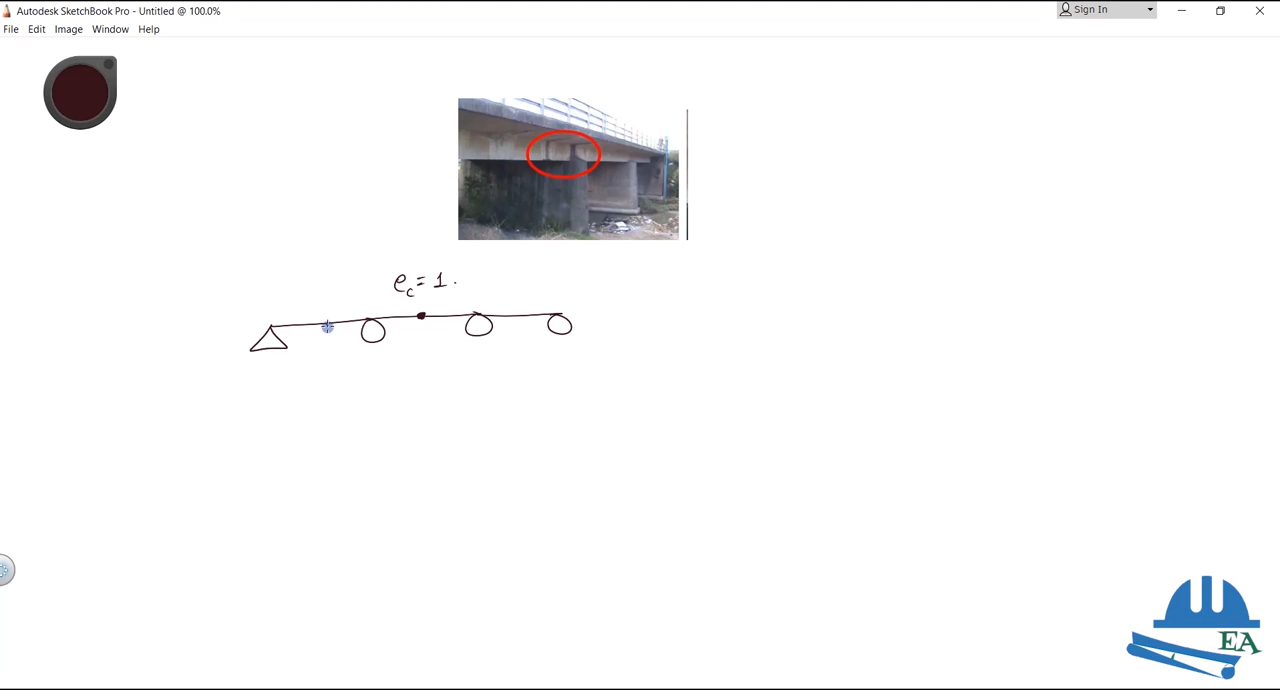 Autodesk SketchBook Pro - Untitled @ 100.0%
Sign In
File Edit Image Window Help
e_c = 1.
EA